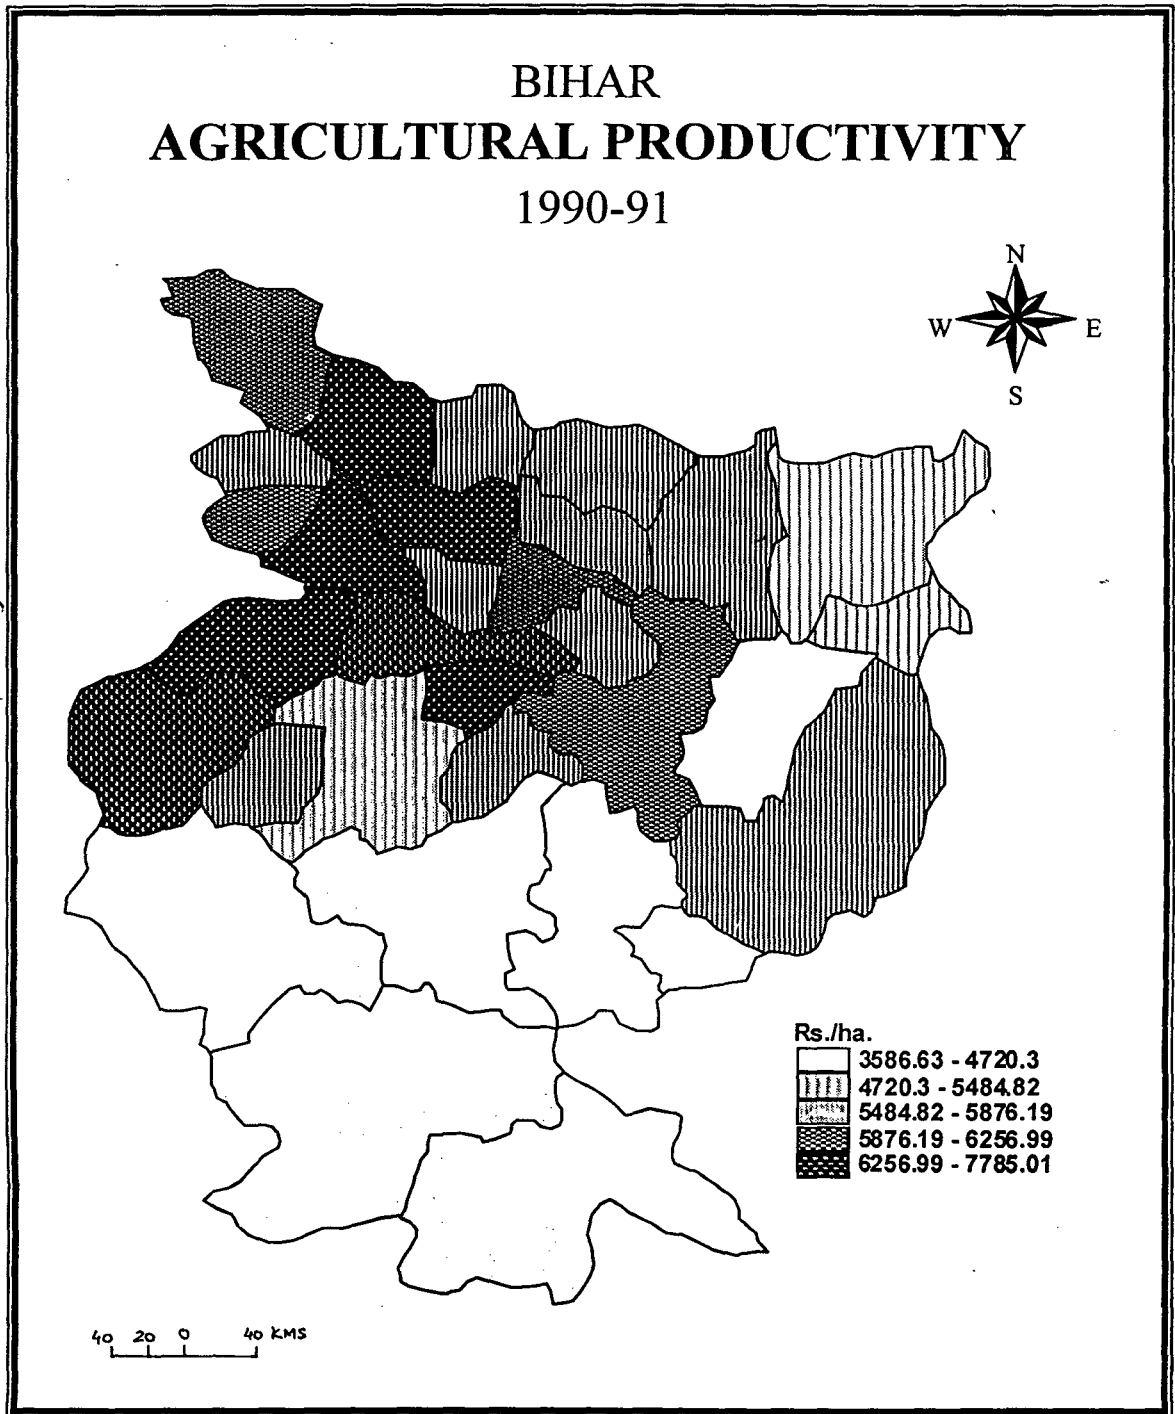 BIHAR
AGRICULTURAL PRODUCTIVITY
1990-91
N
W E
S
Rs./ha.
3586.63 - 4720.3
4720.3 - 5484.82
5484.82 - 5876.19
5876.19 - 6256.99
6256.99 - 7785.01
40 20 0 40 KMS